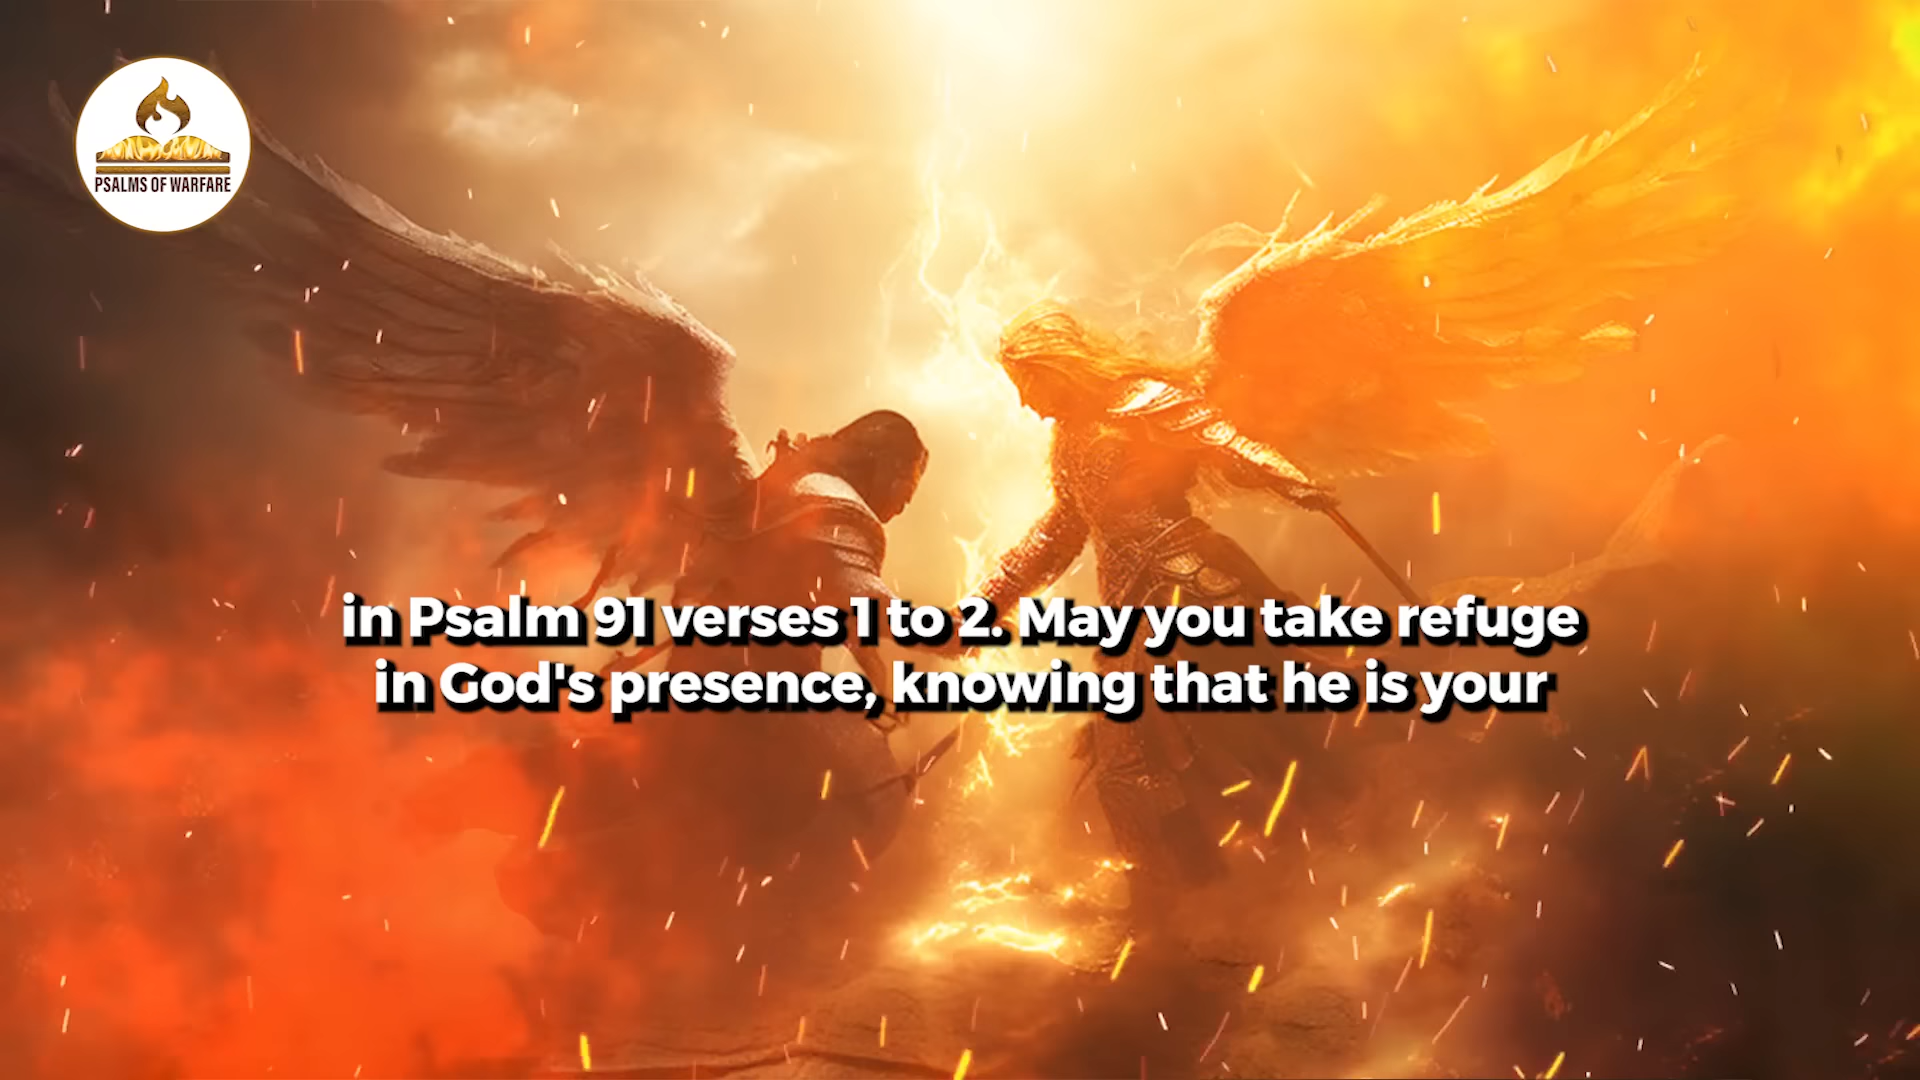 PSALMS OF WARFARE
in Psalm 91 verses 1 to 2. May you take refuge
in God's presence, knowing that he is your